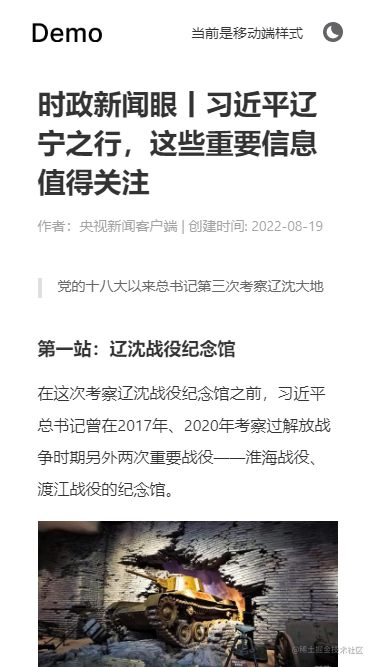 Demo
当前是移动端样式
时政新闻眼丨习近平辽
宁之行，这些重要信息
值得关注
作者：央视新闻客户端 | 创建时间: 2022-08-19
党的十八大以来总书记第三次考察辽沈大地
第一站：辽沈战役纪念馆
在这次考察辽沈战役纪念馆之前，习近平
总书记曾在2017年、2020年考察过解放战
争时期另外两次重要战役——淮海战役、
渡江战役的纪念馆。
@稀土掘金技术社区